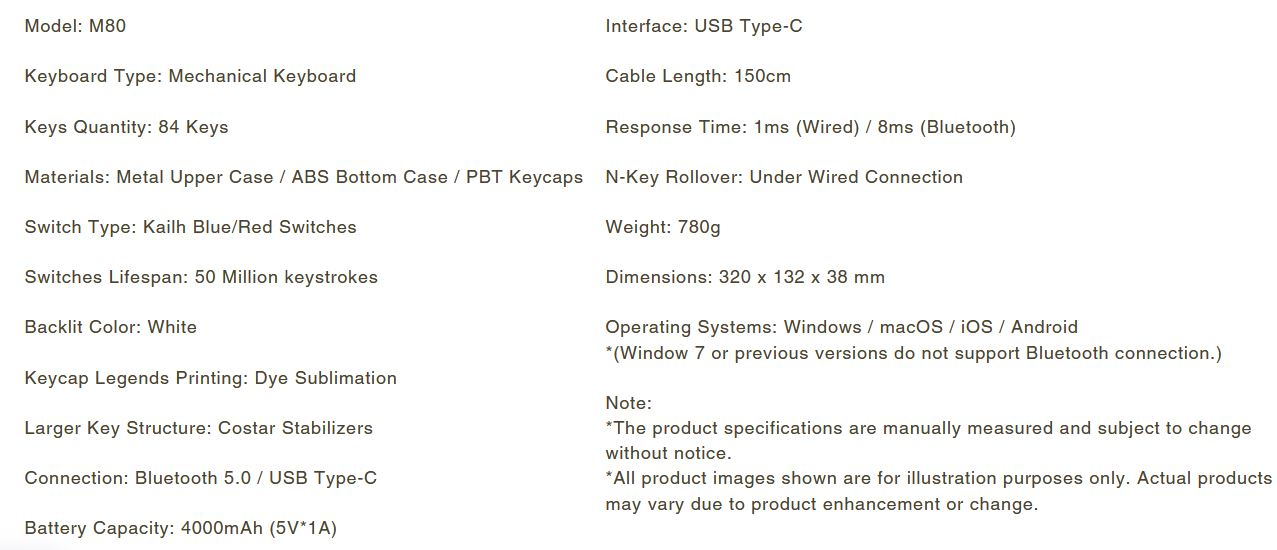 Model: M80
Keyboard Type: Mechanical Keyboard
Keys Quantity: 84 Keys
Materials: Metal Upper Case / ABS Bottom Case / PBT Keycaps
Switch Type: Kailh Blue/Red Switches
Switches Lifespan: 50 Million keystrokes
Backlit Color: White
Keycap Legends Printing: Dye Sublimation
Larger Key Structure: Costar Stabilizers
Connection: Bluetooth 5.0 / USB Type-C
Battery Capacity: 4000mAh (5V*1A)
Interface: USB Type-C
Cable Length: 150cm
Response Time: 1ms (Wired) / 8ms (Bluetooth)
N-Key Rollover: Under Wired Connection
Weight: 780g
Dimensions: 320 x 132 x 38 mm
Operating Systems: Windows / macOS / iOS / Android
*(Window 7 or previous versions do not support Bluetooth connection.)
Note:
*The product specifications are manually measured and subject to change
without notice.
*All product images shown are for illustration purposes only. Actual products
may vary due to product enhancement or change.